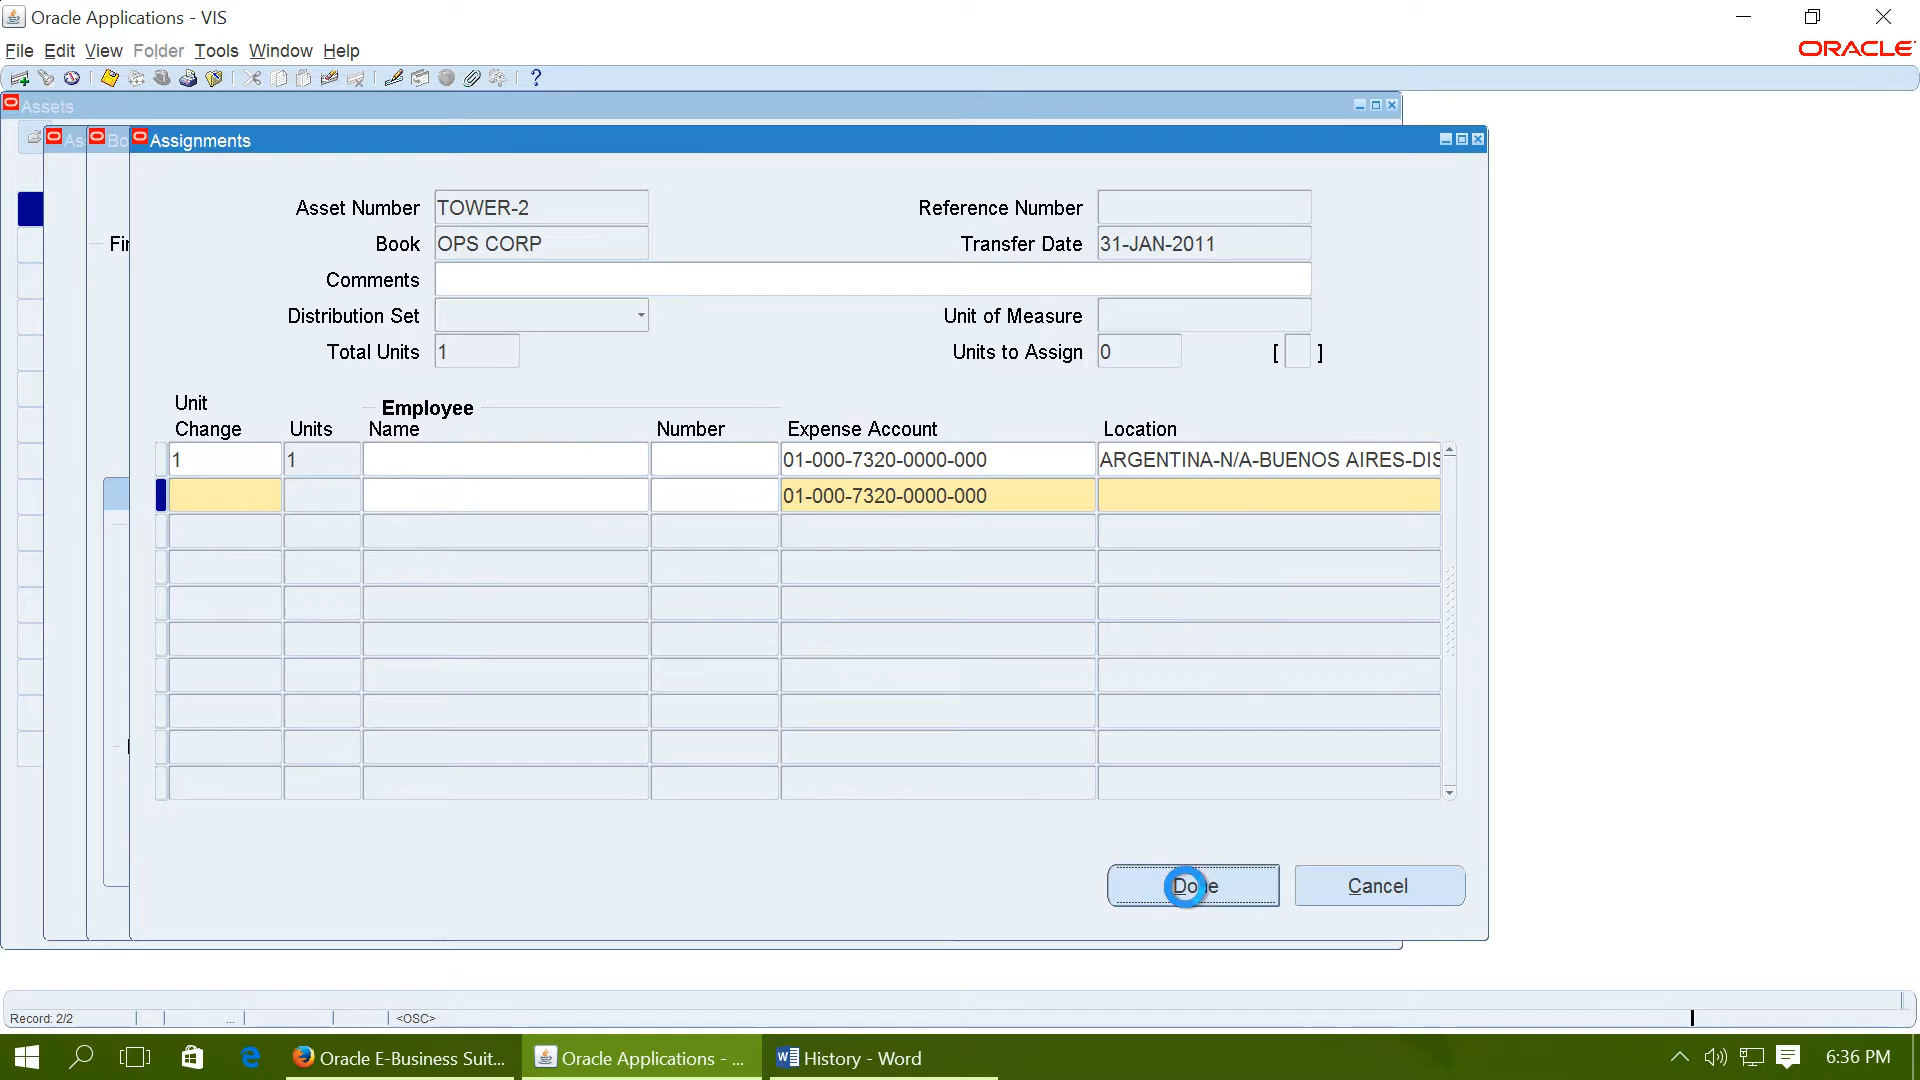 Oracle Applications - VIS
File Edit View Folder Tools Window Help
ORACLE
Assets
As Bo Assignments
Asset Number TOWER-2 Reference Number
Fin Book OPS CORP Transfer Date 31-JAN-2011
Comments
Distribution Set Unit of Measure
Total Units 1 Units to Assign 0 [ ]
Unit
Change Units Employee
Name Number Expense Account Location
1 1 01-000-7320-0000-000 ARGENTINA-N/A-BUENOS AIRES-DIS
01-000-7320-0000-000
Done Cancel
Record: 2/2 ... <OSC>
Oracle E-Business Suit... Oracle Applications - ... History - Word 6:36 PM